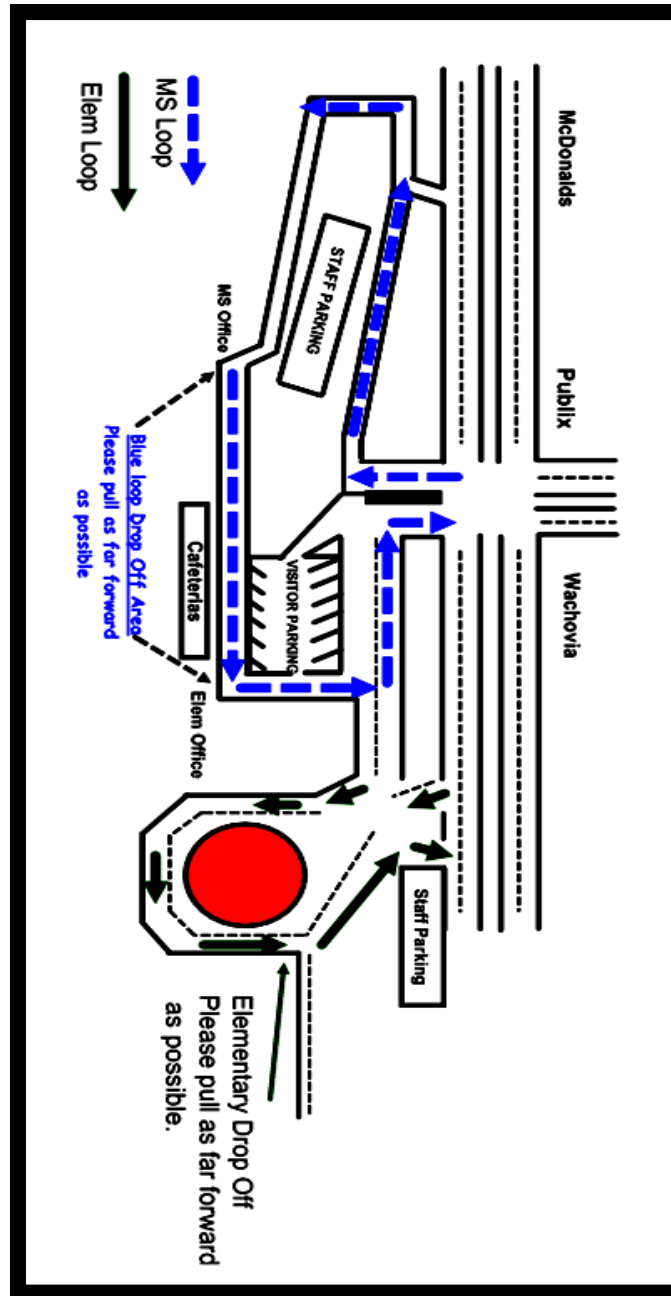 McDonalds
Publix
Wachovia
MS Loop
Elem Loop
STAFF PARKING
MS Office
VISITOR PARKING
Cafeterias
Elem Office
Blue loop Drop Off Area
Please pull as far forward
as possible
Staff Parking
Elementary Drop Off
Please pull as far forward
as possible.